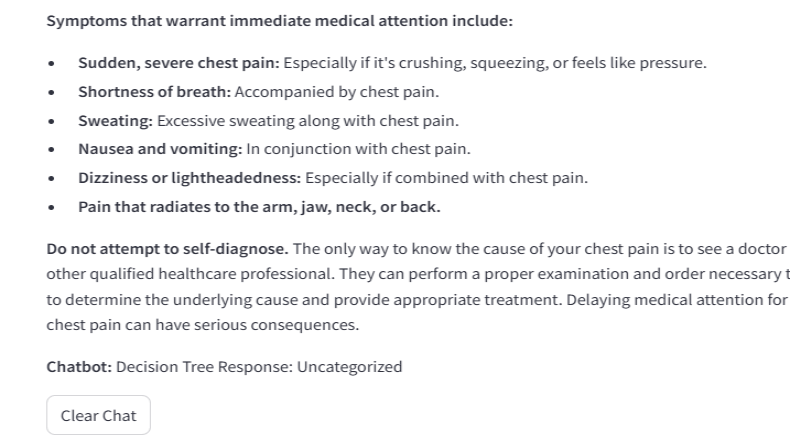 Symptoms that warrant immediate medical attention include:
• Sudden, severe chest pain: Especially if it's crushing, squeezing, or feels like pressure.
• Shortness of breath: Accompanied by chest pain.
• Sweating: Excessive sweating along with chest pain.
• Nausea and vomiting: In conjunction with chest pain.
• Dizziness or lightheadedness: Especially if combined with chest pain.
• Pain that radiates to the arm, jaw, neck, or back.
Do not attempt to self-diagnose. The only way to know the cause of your chest pain is to see a doctor
other qualified healthcare professional. They can perform a proper examination and order necessary t
to determine the underlying cause and provide appropriate treatment. Delaying medical attention for
chest pain can have serious consequences.
Chatbot: Decision Tree Response: Uncategorized
Clear Chat